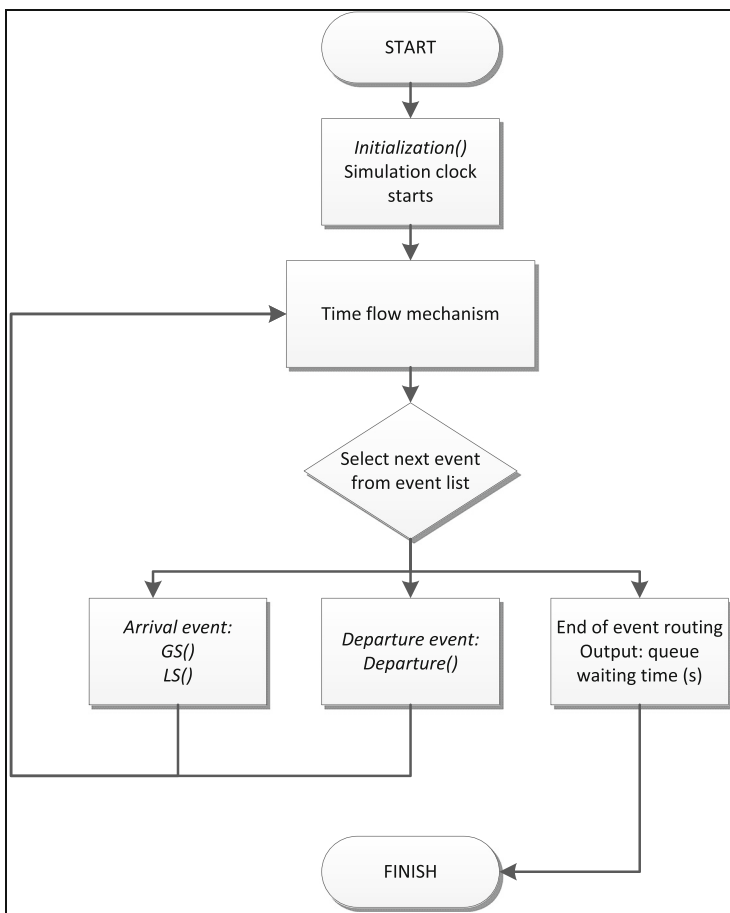 START
Initialization()
Simulation clock
starts
Time flow mechanism
Select next event
from event list
Arrival event:
GS()
LS()
Departure event:
Departure()
End of event routing
Output: queue
waiting time (s)
FINISH